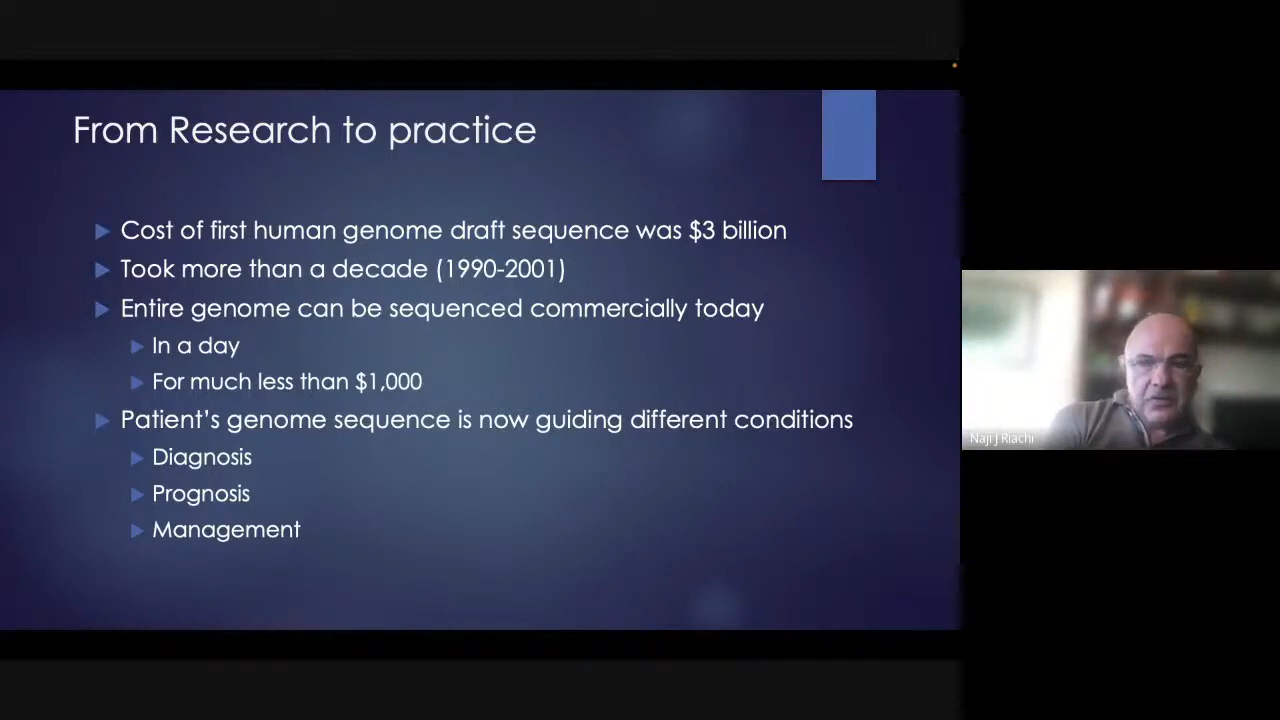 From Research to practice
Cost of first human genome draft sequence was $3 billion
Took more than a decade (1990-2001)
Entire genome can be sequenced commercially today
In a day
For much less than $1,000
Patient's genome sequence is now guiding different conditions
Diagnosis
Prognosis
Management
Naji J Riachi